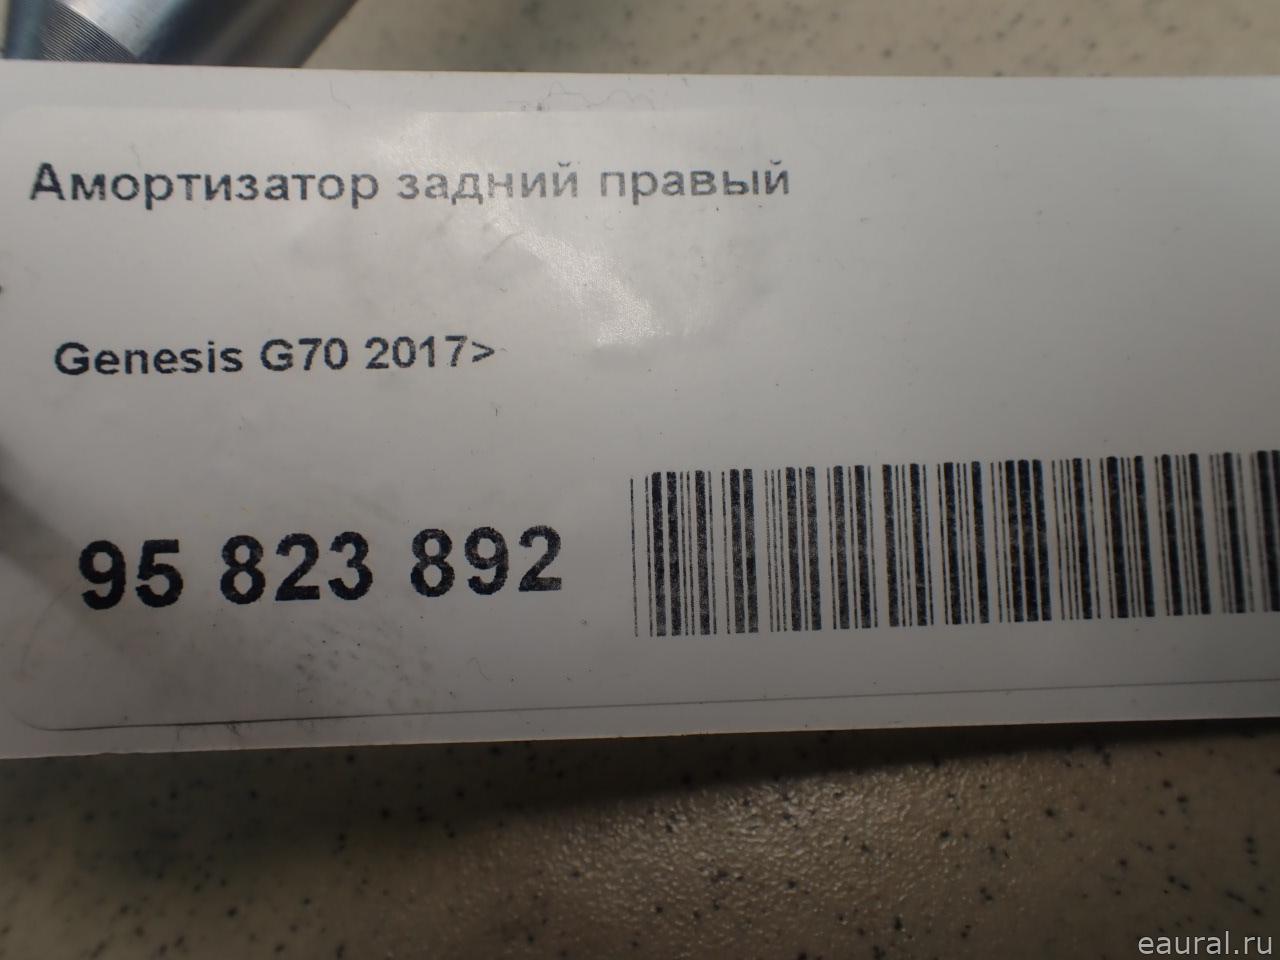 Амортизатор задний правый
Genesis G70 2017>
95 823 892
eaural.ru